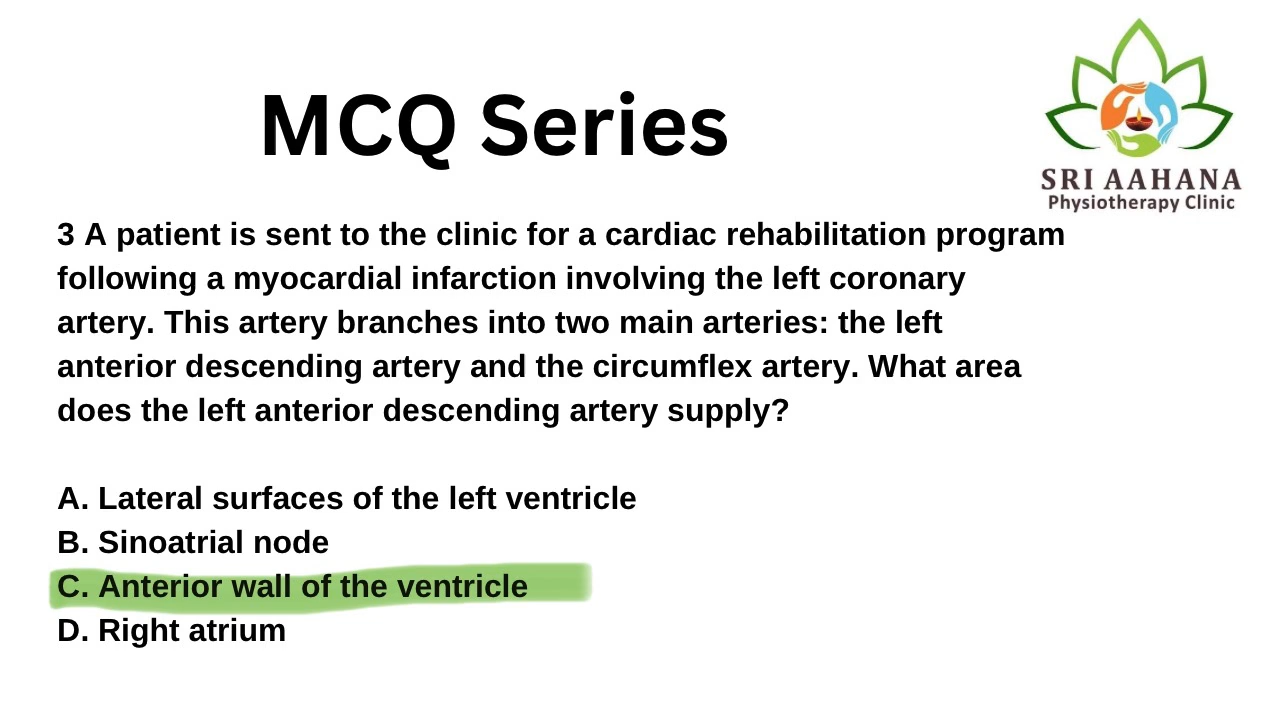 MCQ Series
SRI AAHANA
Physiotherapy Clinic
3 A patient is sent to the clinic for a cardiac rehabilitation program
following a myocardial infarction involving the left coronary
artery. This artery branches into two main arteries: the left
anterior descending artery and the circumflex artery. What area
does the left anterior descending artery supply?
A. Lateral surfaces of the left ventricle
B. Sinoatrial node
C. Anterior wall of the ventricle
D. Right atrium